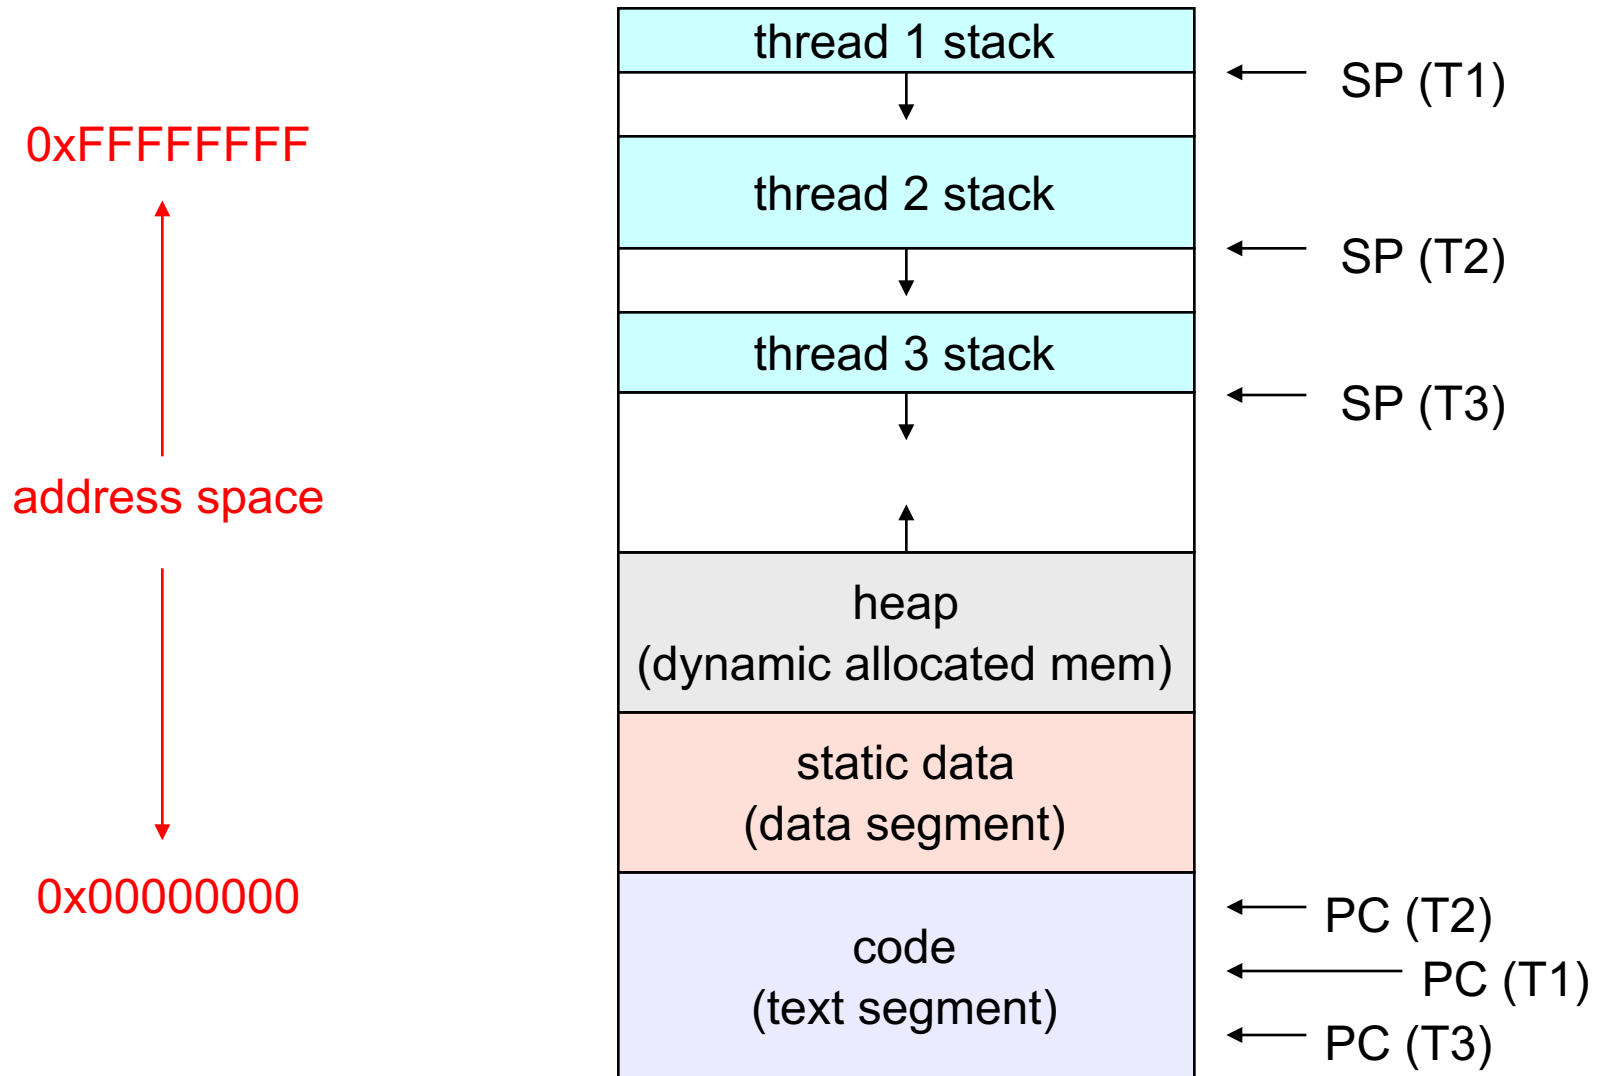 thread 1 stack
SP (T1)
0xFFFFFFFF
thread 2 stack
SP (T2)
thread 3 stack
SP (T3)
address space
heap
(dynamic allocated mem)
static data
(data segment)
0x00000000
PC (T2)
code
(text segment)
PC (T1)
PC (T3)